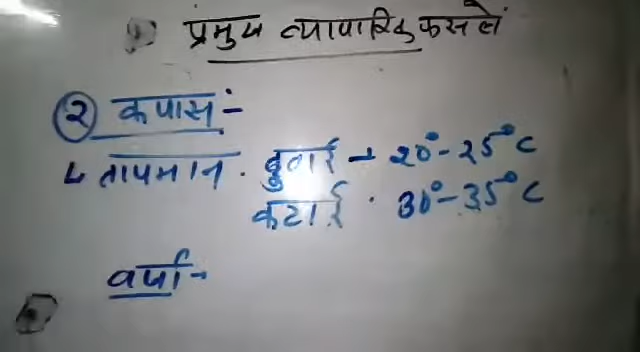 प्रमुख व्यापारिक फसलें
② कपास :-
↳ तापमान . बुवाई → 20° - 25° C
कटाई . 30° - 35° C
वर्षा →